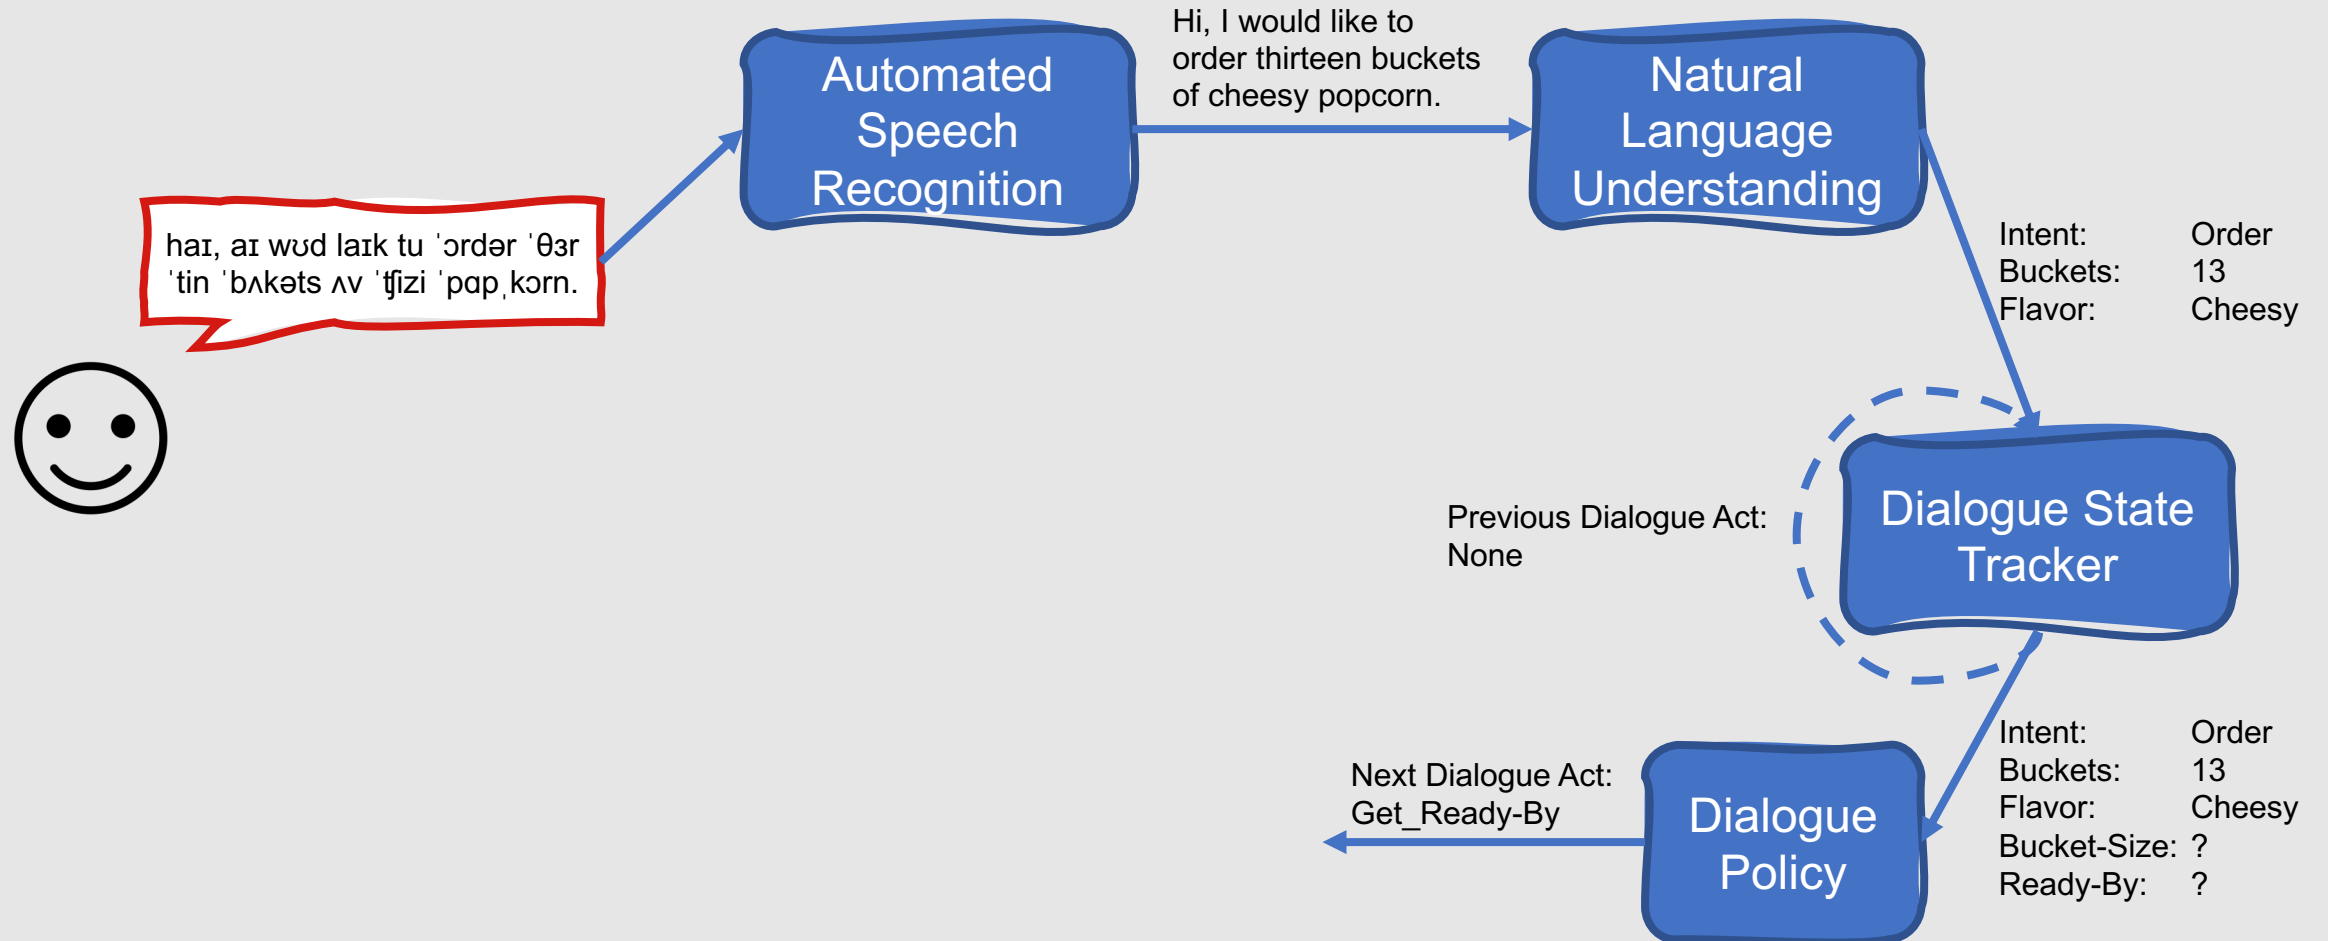 Hi, I would like to
order thirteen buckets
of cheesy popcorn.
Automated
Speech
Recognition
Natural
Language
Understanding
haɪ, aɪ wʊd laɪk tu ˈɔrdər ˈθɜr
ˈtin ˈbʌkəts ʌv ˈʧizi ˈpɑpˌkɔrn.
Intent: Order
Buckets: 13
Flavor: Cheesy
Previous Dialogue Act:
None
Dialogue State
Tracker
Intent: Order
Buckets: 13
Flavor: Cheesy
Bucket-Size: ?
Ready-By: ?
Next Dialogue Act:
Get_Ready-By
Dialogue
Policy